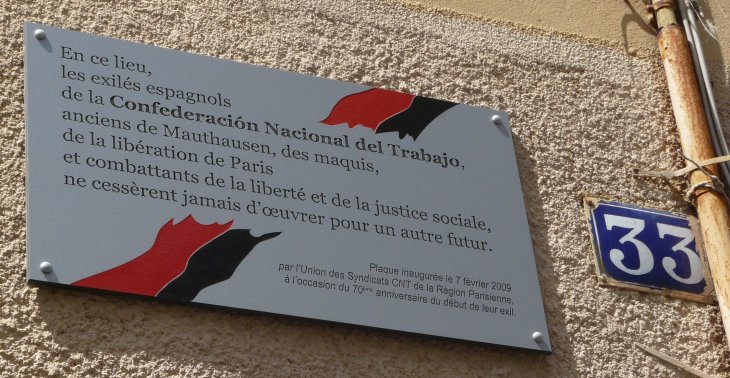 En ce lieu,
les exilés espagnols
de la Confederación Nacional del Trabajo,
anciens de Mauthausen, des maquis,
de la libération de Paris
et combattants de la liberté et de la justice sociale,
ne cessèrent jamais d'œuvrer pour un autre futur.
Plaque inaugurée le 7 février 2009
par l'Union des Syndicats CNT de la Région Parisienne,
à l'occasion du 70ème anniversaire du début de leur exil.
33